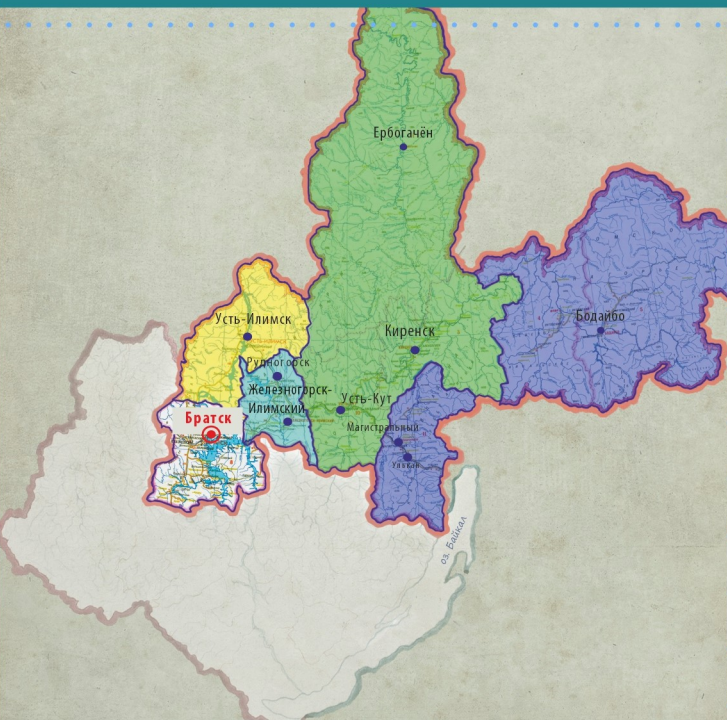 Ербогачён
Бодайбо
Усть-Илимск
Киренск
Рудногорск
Железногорск-
Илимский
Усть-Кут
Братск
Магистральный
Улькан
оз. Байкал